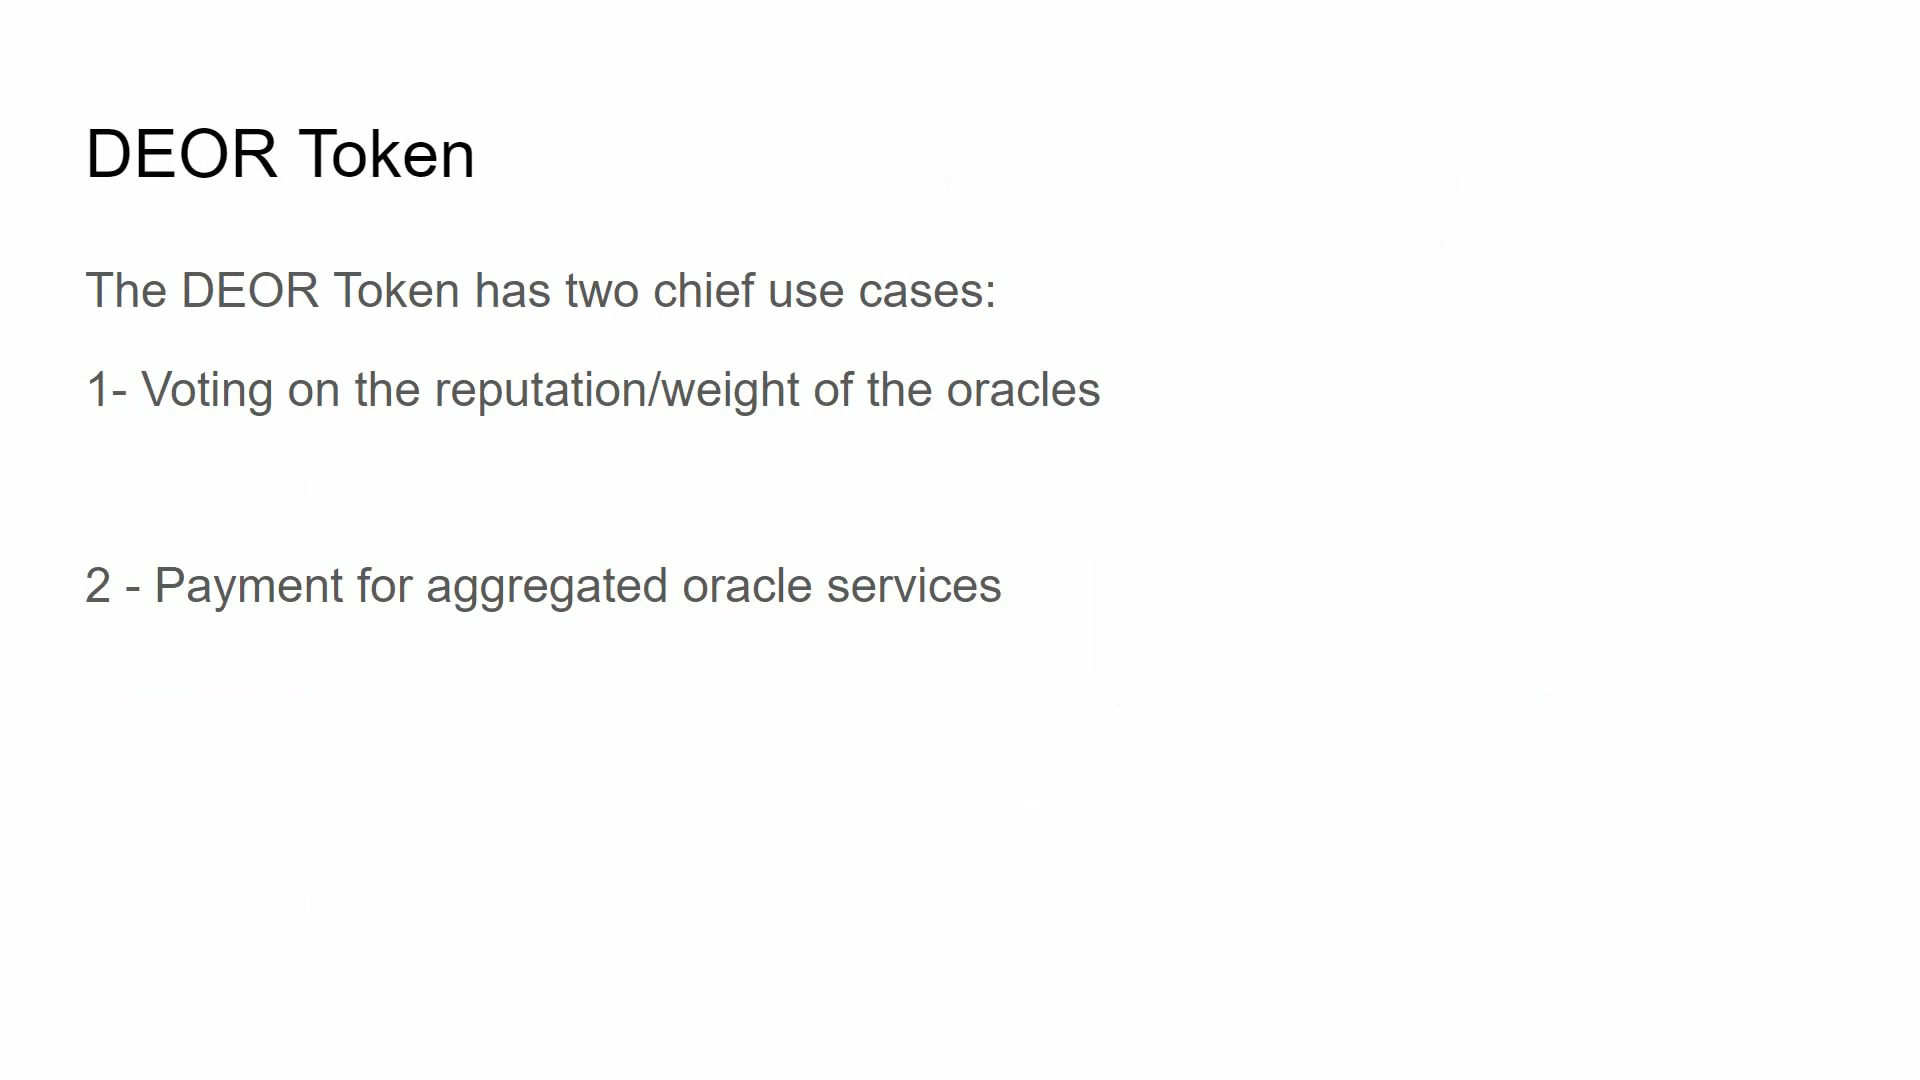 DEOR Token
The DEOR Token has two chief use cases:
1- Voting on the reputation/weight of the oracles
2 - Payment for aggregated oracle services